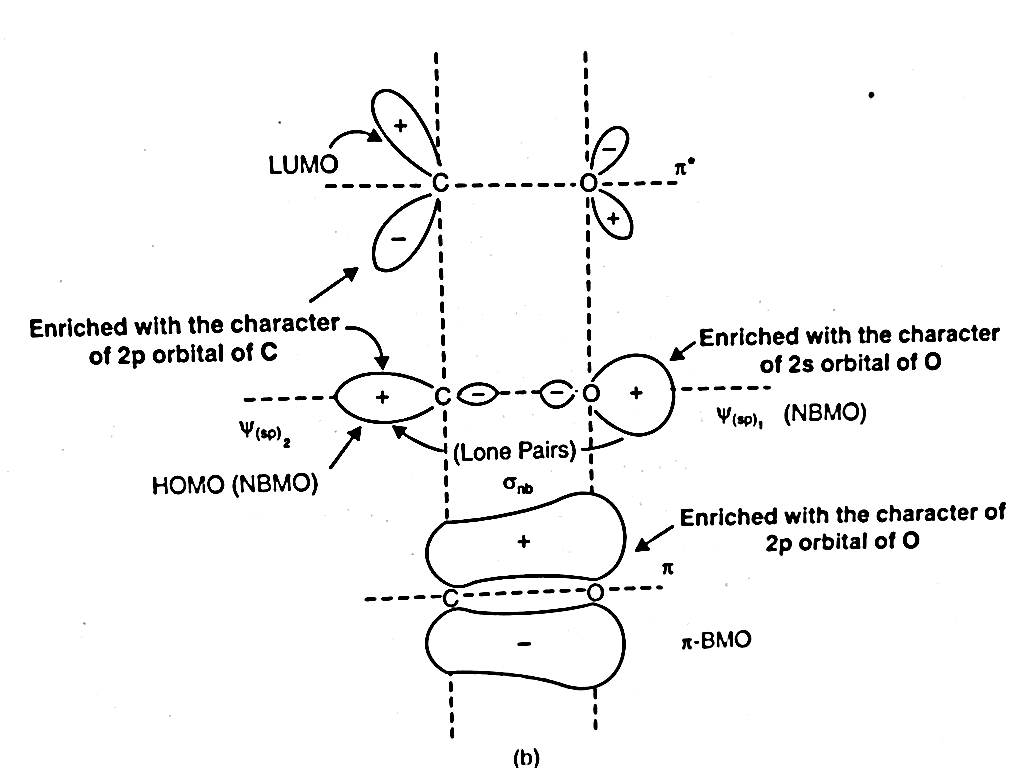 +
−
LUMO
π*
C
O
+
−
Enriched with the character
of 2p orbital of C
Enriched with the character
of 2s orbital of O
+
C
−
−
O
+
Ψ(sp)₂
Ψ(sp)₁ (NBMO)
(Lone Pairs)
HOMO (NBMO)
σnb
Enriched with the character of
2p orbital of O
+
π
C
O
−
π-BMO
(b)